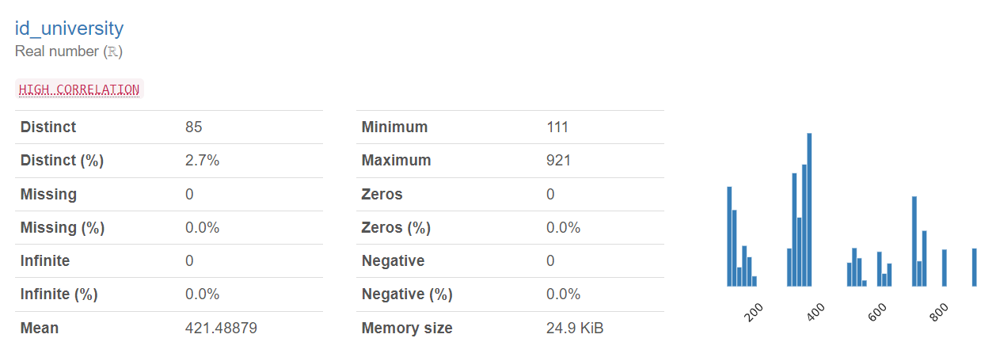 id_university
Real number (ℝ)
HIGH CORRELATION
Distinct 85
Distinct (%) 2.7%
Missing 0
Missing (%) 0.0%
Infinite 0
Infinite (%) 0.0%
Mean 421.48879
Minimum 111
Maximum 921
Zeros 0
Zeros (%) 0.0%
Negative 0
Negative (%) 0.0%
Memory size 24.9 KiB
200
400
600
800